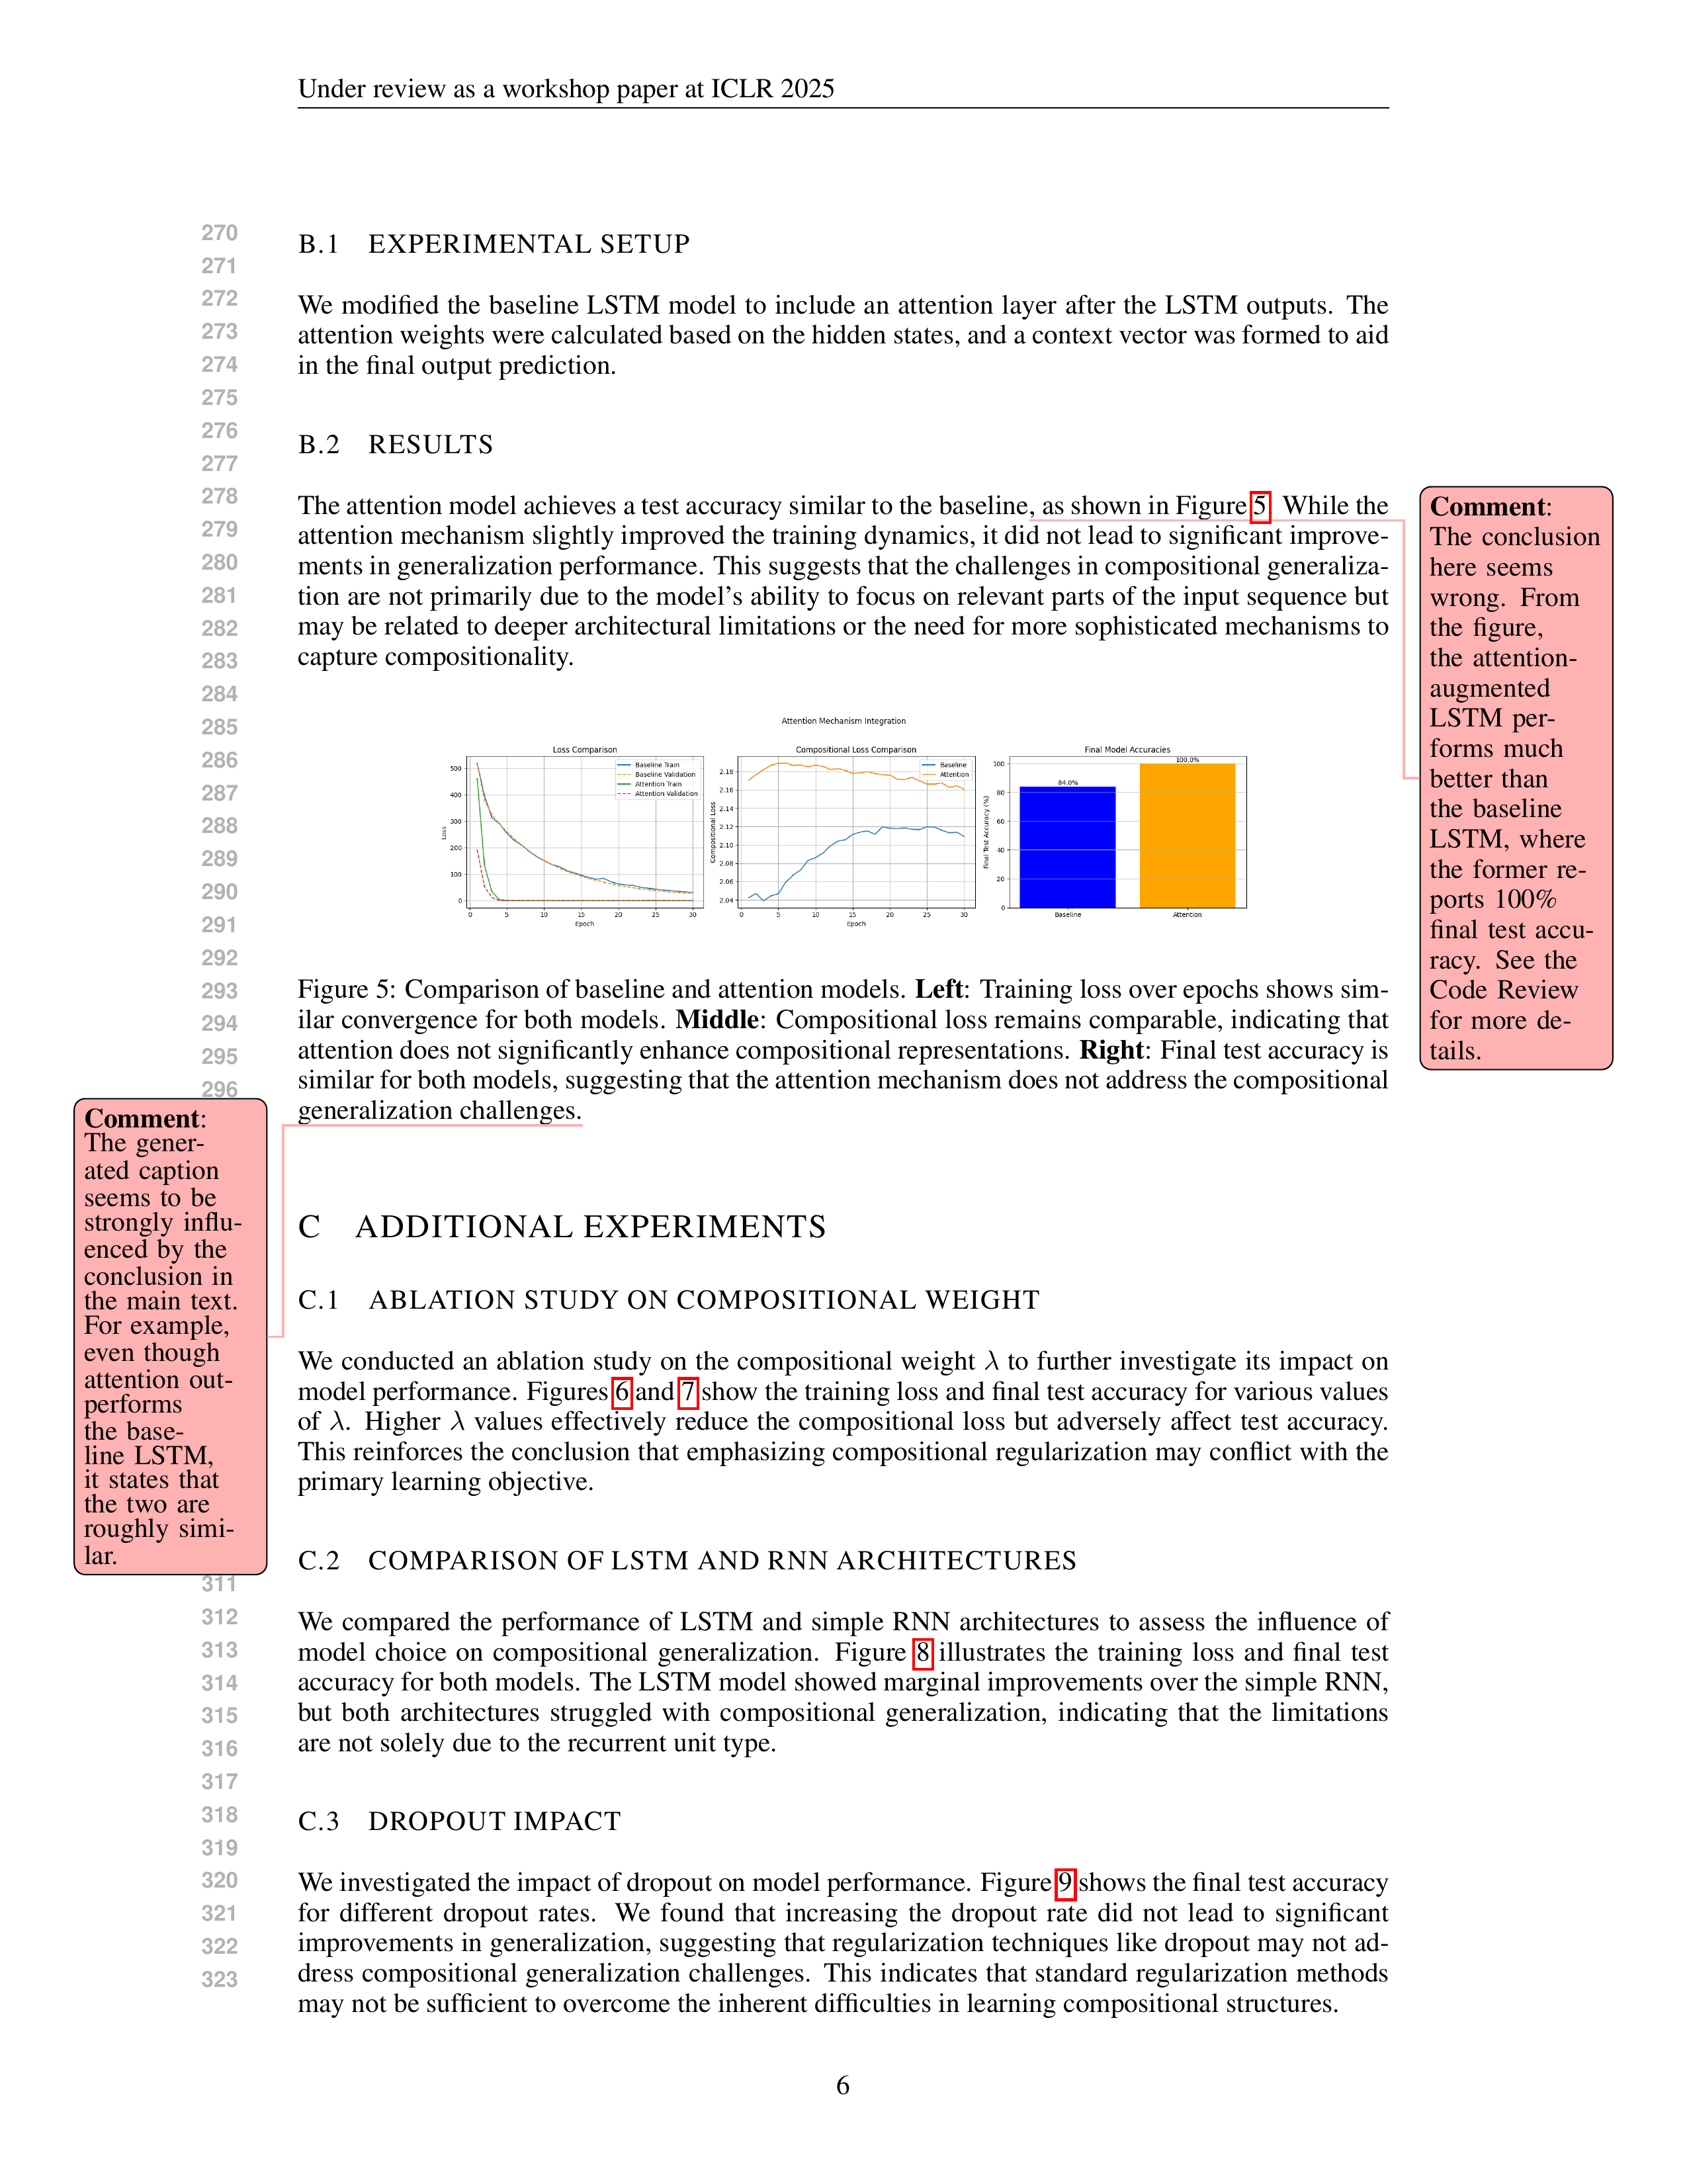 Under review as a workshop paper at ICLR 2025
270
271
272
273
274
275
276
277
278
279
280
281
282
283
284
285
286
287
288
289
290
291
292
293
294
295
296
311
312
313
314
315
316
317
318
319
320
321
322
323
B.1 EXPERIMENTAL SETUP
We modified the baseline LSTM model to include an attention layer after the LSTM outputs. The
attention weights were calculated based on the hidden states, and a context vector was formed to aid
in the final output prediction.
B.2 RESULTS
The attention model achieves a test accuracy similar to the baseline, as shown in Figure 5. While the
attention mechanism slightly improved the training dynamics, it did not lead to significant improve-
ments in generalization performance. This suggests that the challenges in compositional generaliza-
tion are not primarily due to the model's ability to focus on relevant parts of the input sequence but
may be related to deeper architectural limitations or the need for more sophisticated mechanisms to
capture compositionality.
Comment:
The conclusion
here seems
wrong. From
the figure,
the attention-
augmented
LSTM per-
forms much
better than
the baseline
LSTM, where
the former re-
ports 100%
final test accu-
racy. See the
Code Review
for more de-
tails.
Attention Mechanism Integration
Loss Comparison
Baseline Train
Baseline Validation
Attention Train
Attention Validation
Loss
500
400
300
200
100
0
0 5 10 15 20 25 30
Epoch
Compositional Loss Comparison
Baseline
Attention
Compositional Loss
2.18
2.16
2.14
2.12
2.10
2.08
2.06
2.04
0 5 10 15 20 25 30
Epoch
Final Model Accuracies
Final Test Accuracy (%)
100
80
60
40
20
0
84.0%
100.0%
Baseline Attention
Figure 5: Comparison of baseline and attention models. Left: Training loss over epochs shows sim-
ilar convergence for both models. Middle: Compositional loss remains comparable, indicating that
attention does not significantly enhance compositional representations. Right: Final test accuracy is
similar for both models, suggesting that the attention mechanism does not address the compositional
generalization challenges.
Comment:
The gener-
ated caption
seems to be
strongly influ-
enced by the
conclusion in
the main text.
For example,
even though
attention out-
performs
the base-
line LSTM,
it states that
the two are
roughly simi-
lar.
C ADDITIONAL EXPERIMENTS
C.1 ABLATION STUDY ON COMPOSITIONAL WEIGHT
We conducted an ablation study on the compositional weight λ to further investigate its impact on
model performance. Figures 6 and 7 show the training loss and final test accuracy for various values
of λ. Higher λ values effectively reduce the compositional loss but adversely affect test accuracy.
This reinforces the conclusion that emphasizing compositional regularization may conflict with the
primary learning objective.
C.2 COMPARISON OF LSTM AND RNN ARCHITECTURES
We compared the performance of LSTM and simple RNN architectures to assess the influence of
model choice on compositional generalization. Figure 8 illustrates the training loss and final test
accuracy for both models. The LSTM model showed marginal improvements over the simple RNN,
but both architectures struggled with compositional generalization, indicating that the limitations
are not solely due to the recurrent unit type.
C.3 DROPOUT IMPACT
We investigated the impact of dropout on model performance. Figure 9 shows the final test accuracy
for different dropout rates. We found that increasing the dropout rate did not lead to significant
improvements in generalization, suggesting that regularization techniques like dropout may not ad-
dress compositional generalization challenges. This indicates that standard regularization methods
may not be sufficient to overcome the inherent difficulties in learning compositional structures.
6